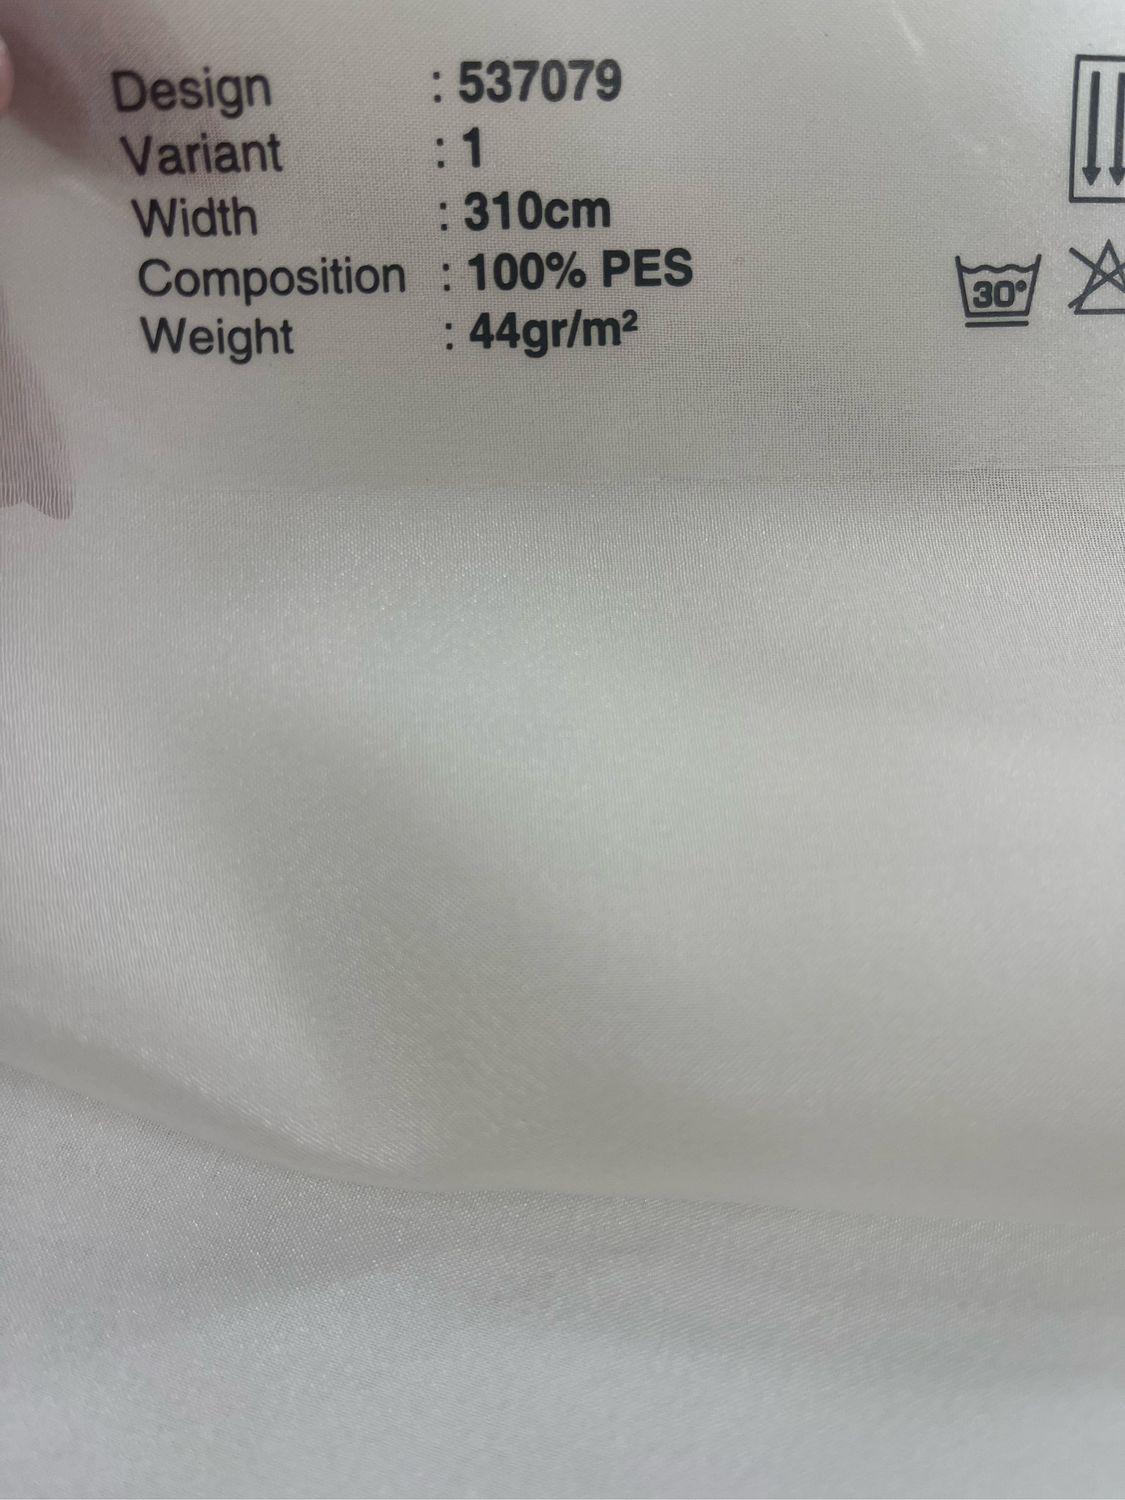 Design : 537079
Variant : 1
Width : 310cm
Composition : 100% PES
Weight : 44gr/m²
30°